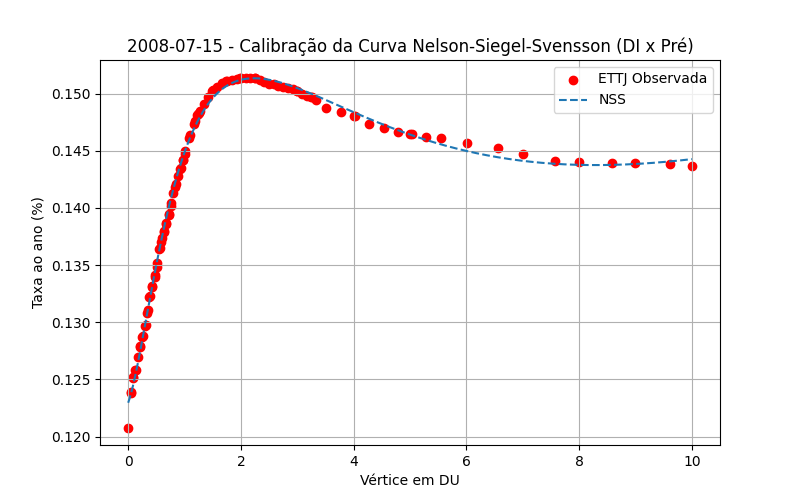 2008-07-15 - Calibração da Curva Nelson-Siegel-Svensson (DI x Pré)
ETTJ Observada
NSS
Taxa ao ano (%)
0.150
0.145
0.140
0.135
0.130
0.125
0.120
0 2 4 6 8 10
Vértice em DU